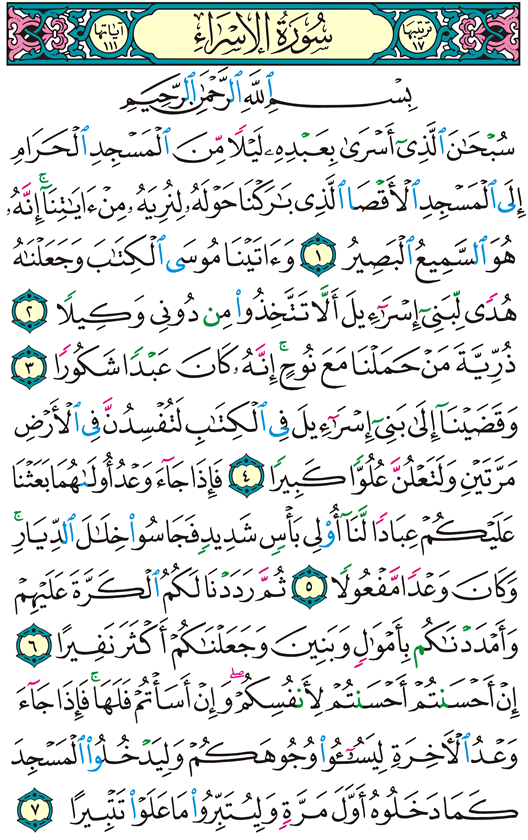 ترتيبها ١٧ سُورَةُ الإِسْرَاءِ آياتها ١١١
بِسْمِ ٱللَّهِ ٱلرَّحْمَٰنِ ٱلرَّحِيمِ
سُبْحَٰنَ ٱلَّذِىٓ أَسْرَىٰ بِعَبْدِهِۦ لَيْلًا مِّنَ ٱلْمَسْجِدِ ٱلْحَرَامِ
إِلَى ٱلْمَسْجِدِ ٱلْأَقْصَا ٱلَّذِى بَٰرَكْنَا حَوْلَهُۥ لِنُرِيَهُۥ مِنْ ءَايَٰتِنَآ ۚ إِنَّهُۥ
هُوَ ٱلسَّمِيعُ ٱلْبَصِيرُ ١ وَءَاتَيْنَا مُوسَى ٱلْكِتَٰبَ وَجَعَلْنَٰهُ
هُدًى لِّبَنِىٓ إِسْرَٰٓءِيلَ أَلَّا تَتَّخِذُوا۟ مِن دُونِى وَكِيلًا ٢
ذُرِّيَّةَ مَنْ حَمَلْنَا مَعَ نُوحٍ ۚ إِنَّهُۥ كَانَ عَبْدًا شَكُورًا ٣
وَقَضَيْنَآ إِلَىٰ بَنِىٓ إِسْرَٰٓءِيلَ فِى ٱلْكِتَٰبِ لَتُفْسِدُنَّ فِى ٱلْأَرْضِ
مَرَّتَيْنِ وَلَتَعْلُنَّ عُلُوًّا كَبِيرًا ٤ فَإِذَا جَآءَ وَعْدُ أُولَىٰهُمَا بَعَثْنَا
عَلَيْكُمْ عِبَادًا لَّنَآ أُو۟لِى بَأْسٍ شَدِيدٍ فَجَاسُوا۟ خِلَٰلَ ٱلدِّيَارِ ۚ
وَكَانَ وَعْدًا مَّفْعُولًا ٥ ثُمَّ رَدَدْنَا لَكُمُ ٱلْكَرَّةَ عَلَيْهِمْ
وَأَمْدَدْنَٰكُم بِأَمْوَٰلٍ وَبَنِينَ وَجَعَلْنَٰكُمْ أَكْثَرَ نَفِيرًا ٦
إِنْ أَحْسَنتُمْ أَحْسَنتُمْ لِأَنفُسِكُمْ ۖ وَإِنْ أَسَأْتُمْ فَلَهَا ۚ فَإِذَا جَآءَ
وَعْدُ ٱلْءَاخِرَةِ لِيَسُـۥٓـُٔوا۟ وُجُوهَكُمْ وَلِيَدْخُلُوا۟ ٱلْمَسْجِدَ
كَمَا دَخَلُوهُ أَوَّلَ مَرَّةٍ وَلِيُتَبِّرُوا۟ مَا عَلَوْا۟ تَتْبِيرًا ٧